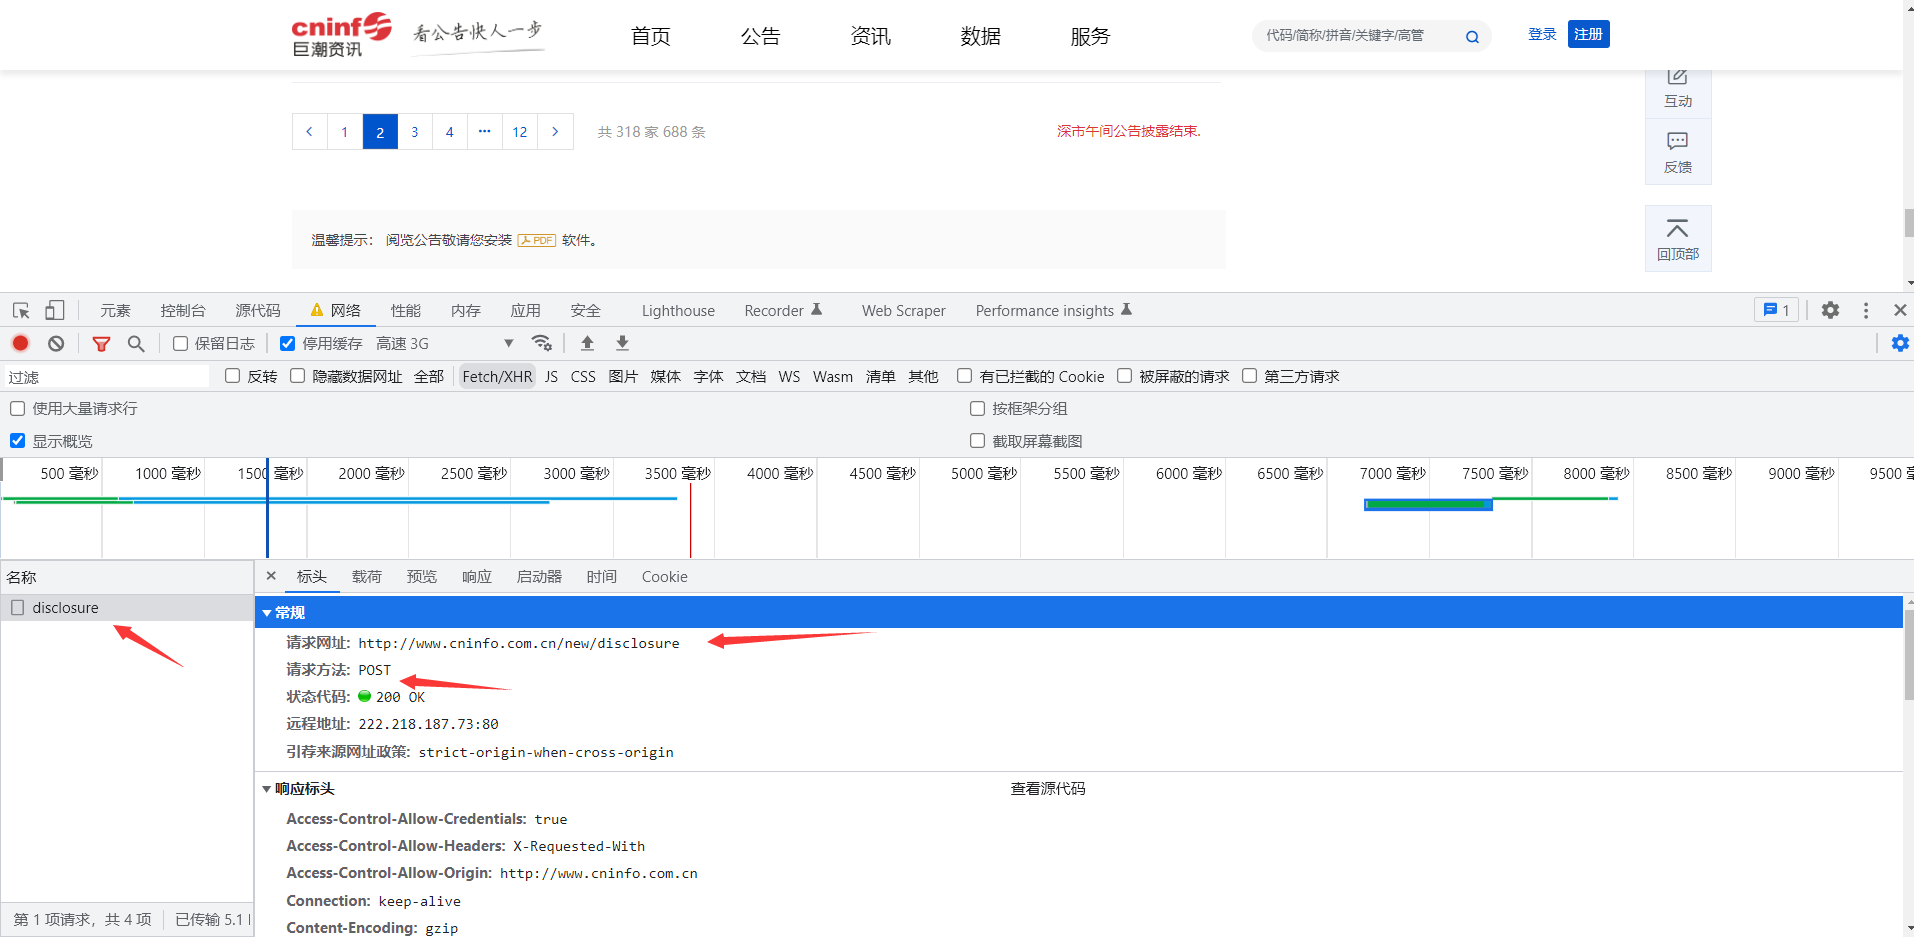 cninf 巨潮资讯 看公告快人一步 首页 公告 资讯 数据 服务 代码/简称/拼音/关键字/高管 登录 注册
互动
1 2 3 4 ··· 12 共 318 家 688 条 深市午间公告披露结束.
反馈
温馨提示： 阅览公告敬请您安装 PDF 软件。
回顶部
元素 控制台 源代码 网络 性能 内存 应用 安全 Lighthouse Recorder Web Scraper Performance insights 1
保留日志 停用缓存 高速 3G
过滤 反转 隐藏数据网址 全部 Fetch/XHR JS CSS 图片 媒体 字体 文档 WS Wasm 清单 其他 有已拦截的 Cookie 被屏蔽的请求 第三方请求
使用大量请求行 按框架分组
显示概览 截取屏幕截图
500 毫秒 1000 毫秒 1500 毫秒 2000 毫秒 2500 毫秒 3000 毫秒 3500 毫秒 4000 毫秒 4500 毫秒 5000 毫秒 5500 毫秒 6000 毫秒 6500 毫秒 7000 毫秒 7500 毫秒 8000 毫秒 8500 毫秒 9000 毫秒 9500
名称 标头 载荷 预览 响应 启动器 时间 Cookie
disclosure
常规
请求网址: http://www.cninfo.com.cn/new/disclosure
请求方法: POST
状态代码: 200 OK
远程地址: 222.218.187.73:80
引荐来源网址政策: strict-origin-when-cross-origin
响应标头 查看源代码
Access-Control-Allow-Credentials: true
Access-Control-Allow-Headers: X-Requested-With
Access-Control-Allow-Origin: http://www.cninfo.com.cn
Connection: keep-alive
Content-Encoding: gzip
第 1 项请求，共 4 项 已传输 5.1